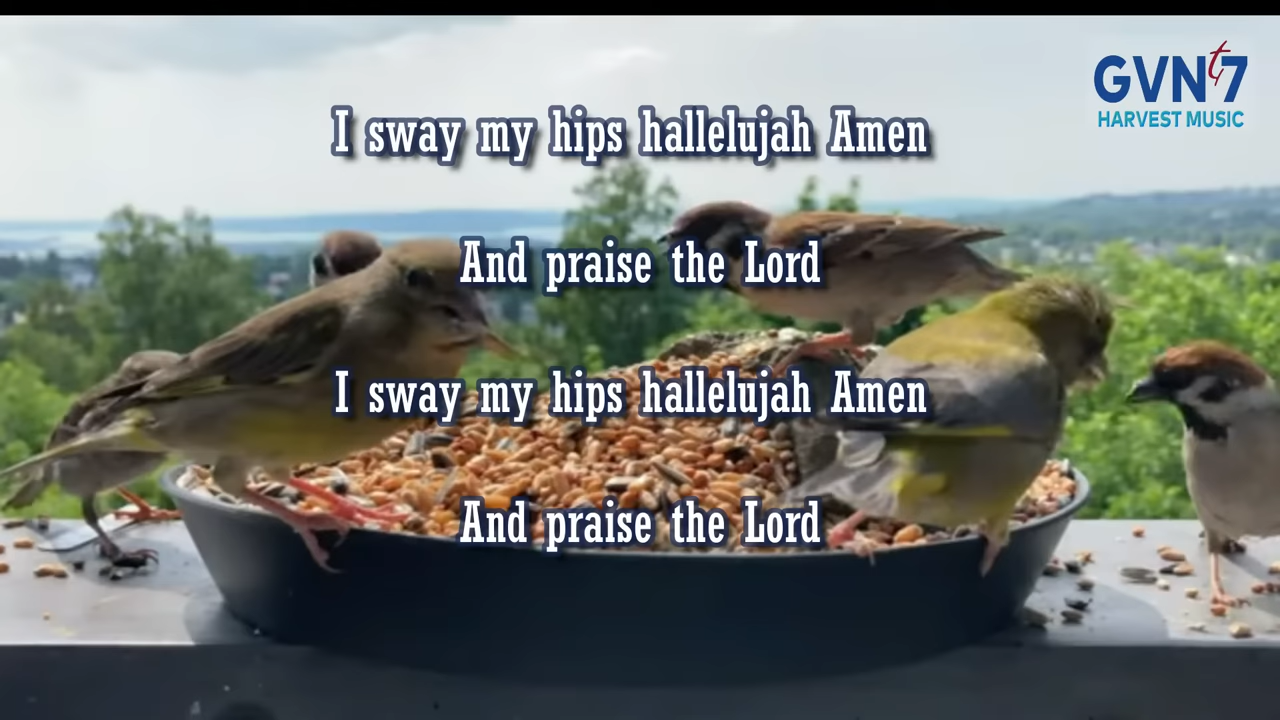 GVNt7
HARVEST MUSIC
I sway my hips hallelujah Amen
And praise the Lord
I sway my hips hallelujah Amen
And praise the Lord